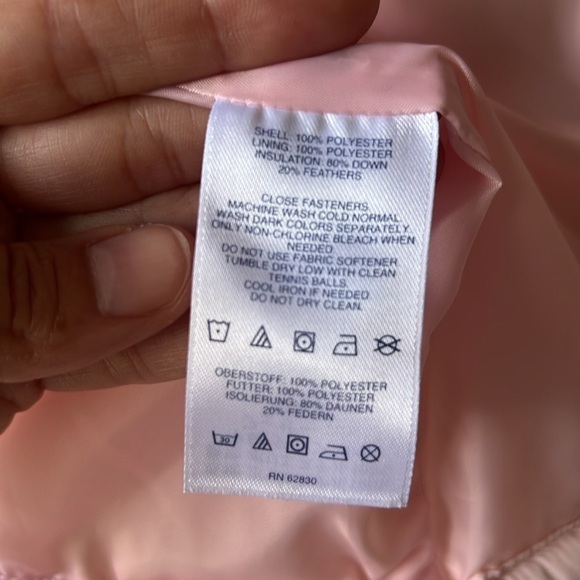 SHELL: 100% POLYESTER
LINING: 100% POLYESTER
INSULATION: 80% DOWN
20% FEATHERS
CLOSE FASTENERS.
MACHINE WASH COLD NORMAL.
WASH DARK COLORS SEPARATELY.
ONLY NON-CHLORINE BLEACH WHEN
NEEDED.
DO NOT USE FABRIC SOFTENER.
TUMBLE DRY LOW WITH CLEAN
TENNIS BALLS.
COOL IRON IF NEEDED.
DO NOT DRY CLEAN.
OBERSTOFF: 100% POLYESTER
FUTTER: 100% POLYESTER
ISOLIERUNG: 80% DAUNEN
20% FEDERN
30
RN 62830